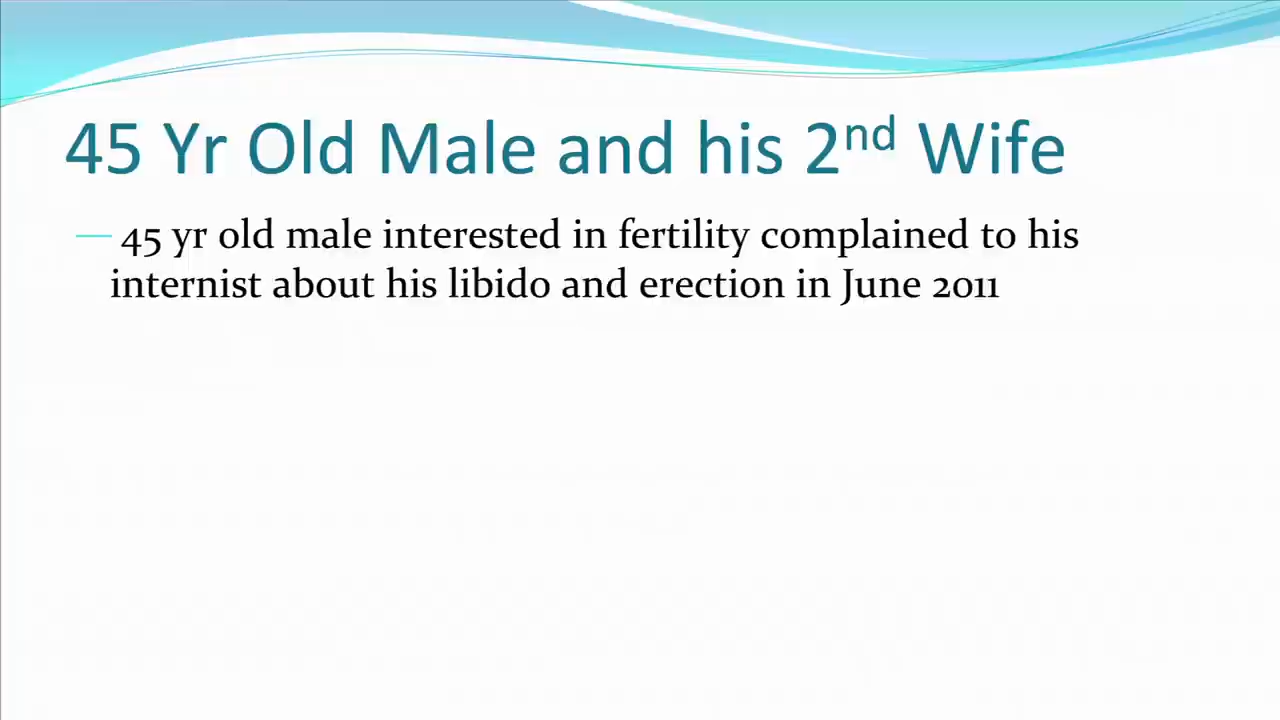 45 Yr Old Male and his 2nd Wife
45 yr old male interested in fertility complained to his
internist about his libido and erection in June 2011